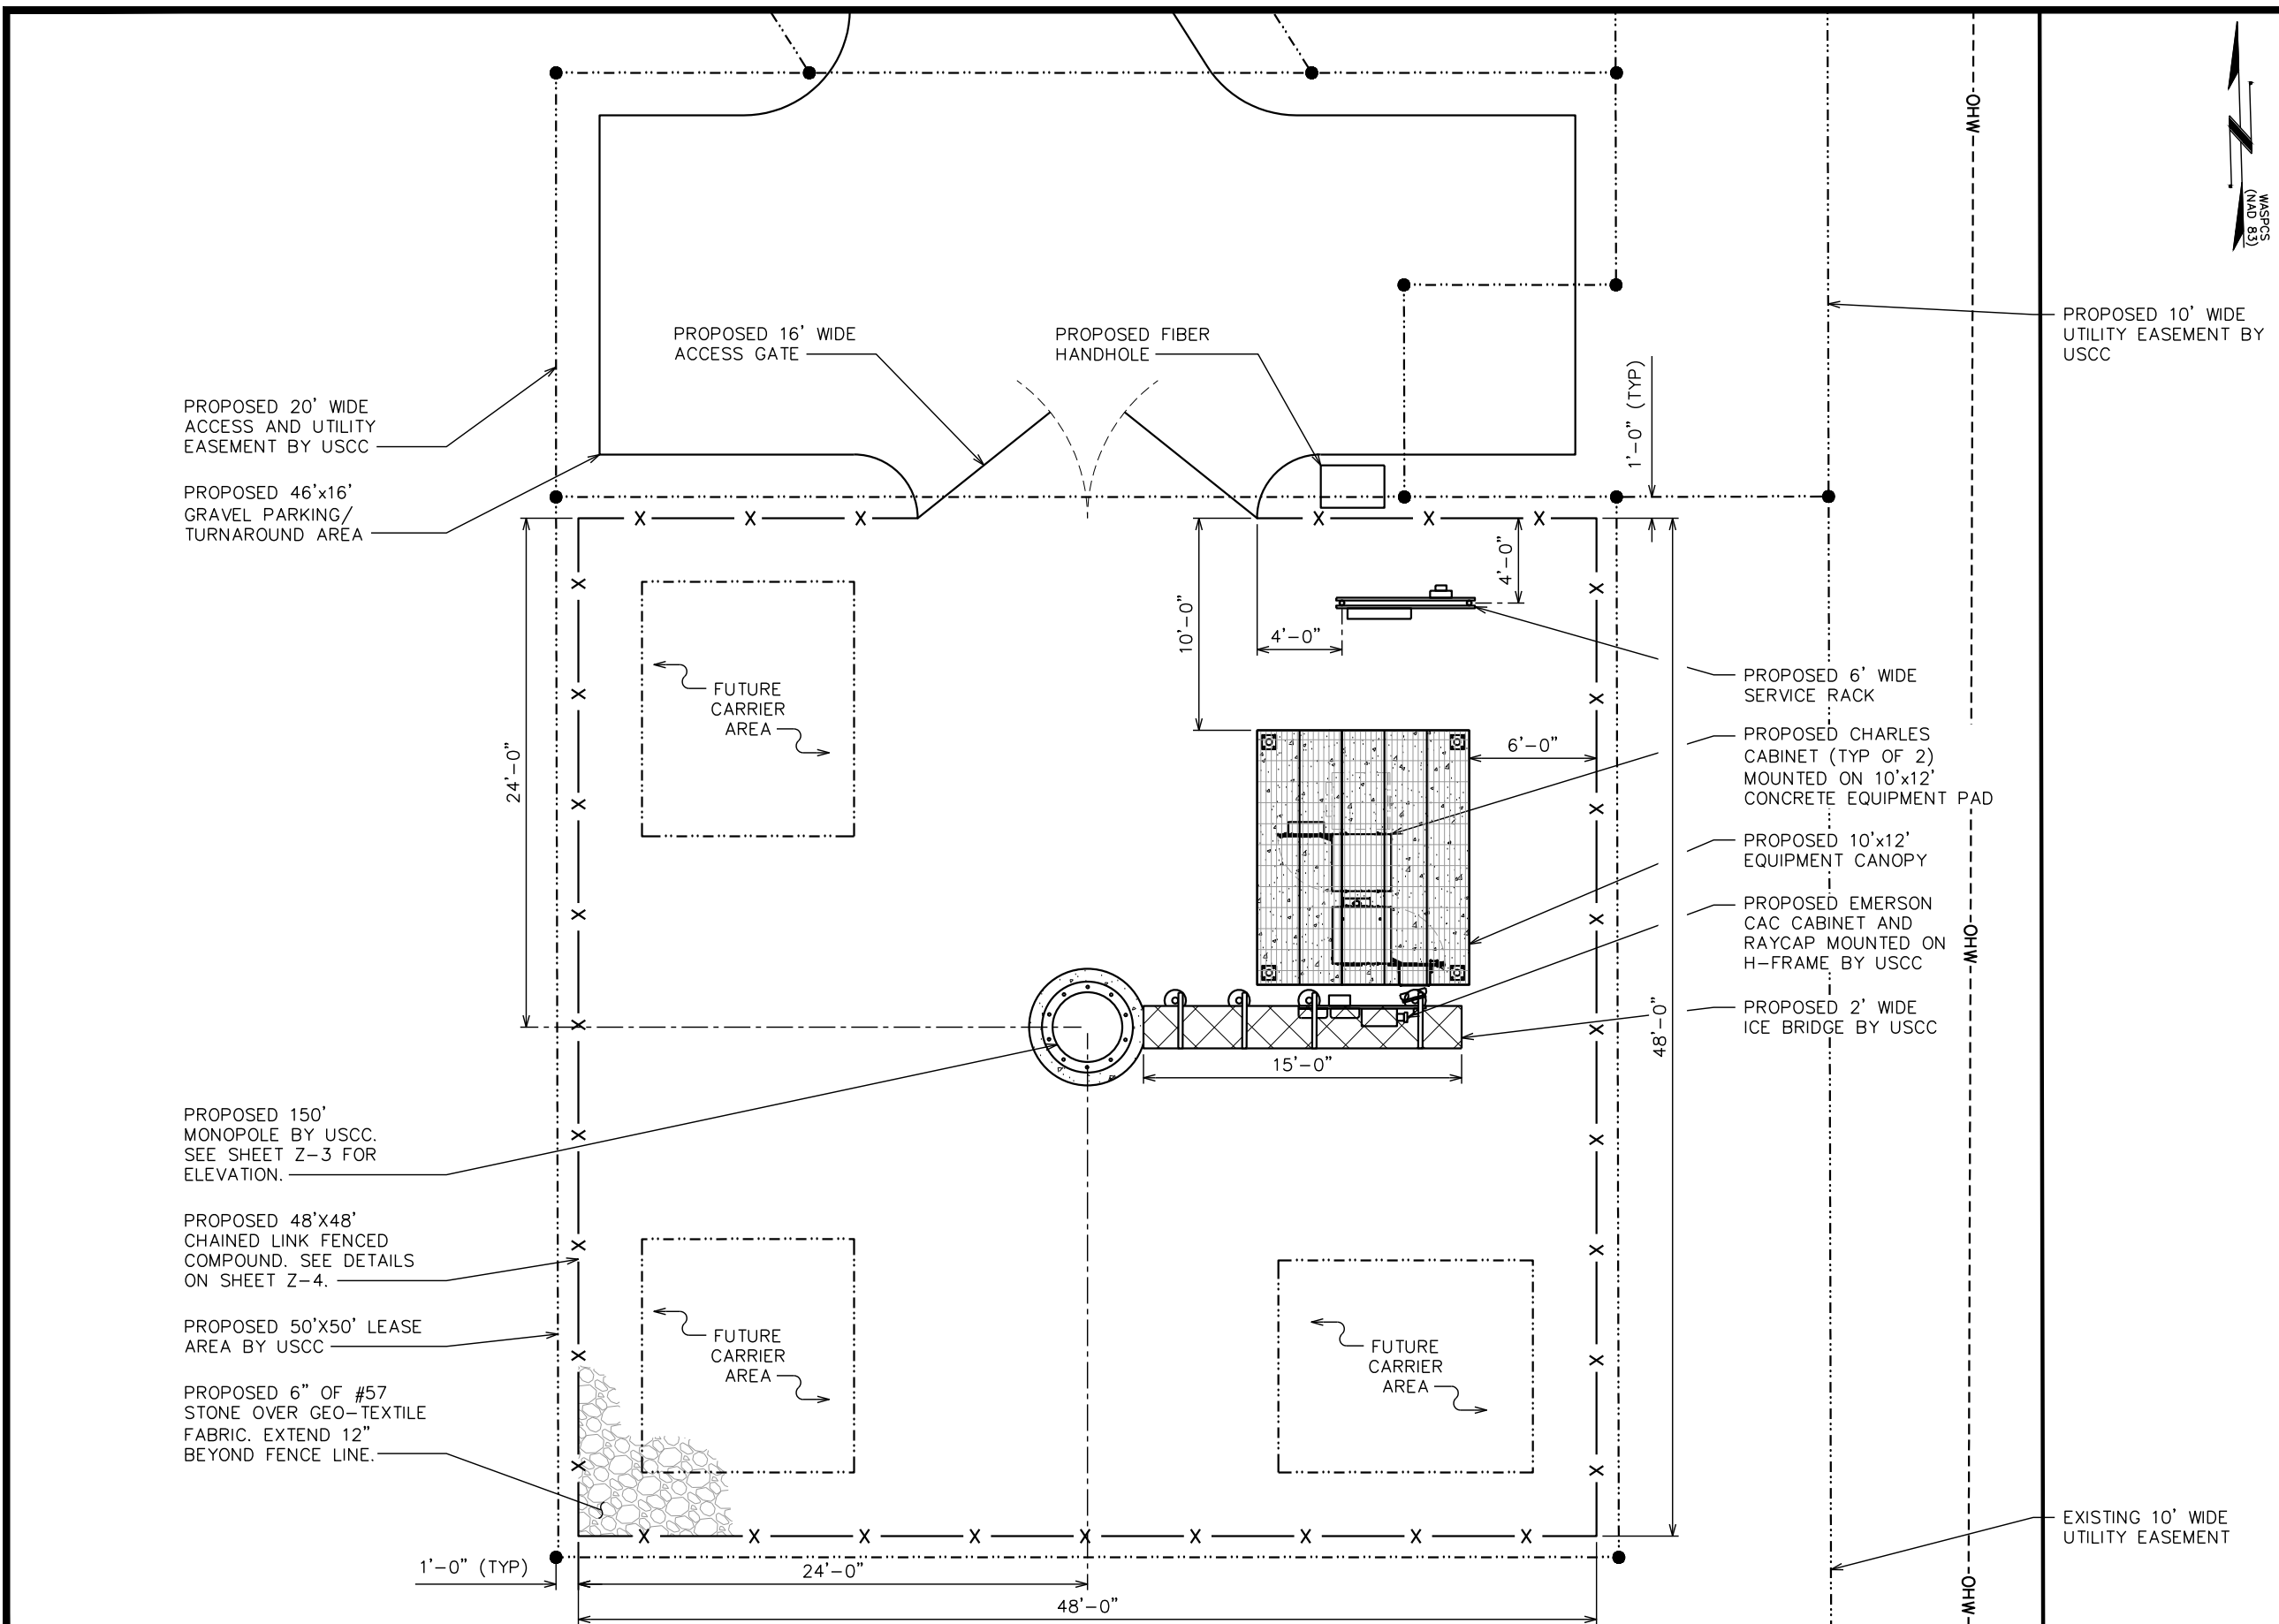 WASPCS
(NAD 83)
OHW
PROPOSED 10' WIDE
UTILITY EASEMENT BY
USCC
PROPOSED 16' WIDE
ACCESS GATE
PROPOSED FIBER
HANDHOLE
PROPOSED 20' WIDE
ACCESS AND UTILITY
EASEMENT BY USCC
PROPOSED 46'x16'
GRAVEL PARKING/
TURNAROUND AREA
1'-0" (TYP)
X X X
X X X
4'-0"
10'-0"
4'-0"
24'-0"
FUTURE
CARRIER
AREA
6'-0"
PROPOSED 6' WIDE
SERVICE RACK
PROPOSED CHARLES
CABINET (TYP OF 2)
MOUNTED ON 10'x12'
CONCRETE EQUIPMENT PAD
PROPOSED 10'x12'
EQUIPMENT CANOPY
PROPOSED EMERSON
CAC CABINET AND
RAYCAP MOUNTED ON
H-FRAME BY USCC
OHW
PROPOSED 2' WIDE
ICE BRIDGE BY USCC
48'-0"
15'-0"
PROPOSED 150'
MONOPOLE BY USCC.
SEE SHEET Z-3 FOR
ELEVATION.
PROPOSED 48'X48'
CHAINED LINK FENCED
COMPOUND. SEE DETAILS
ON SHEET Z-4.
PROPOSED 50'X50' LEASE
AREA BY USCC
PROPOSED 6" OF #57
STONE OVER GEO-TEXTILE
FABRIC. EXTEND 12"
BEYOND FENCE LINE.
FUTURE
CARRIER
AREA
FUTURE
CARRIER
AREA
X X X X X X X X X
EXISTING 10' WIDE
UTILITY EASEMENT
OHW
1'-0" (TYP)
24'-0"
48'-0"